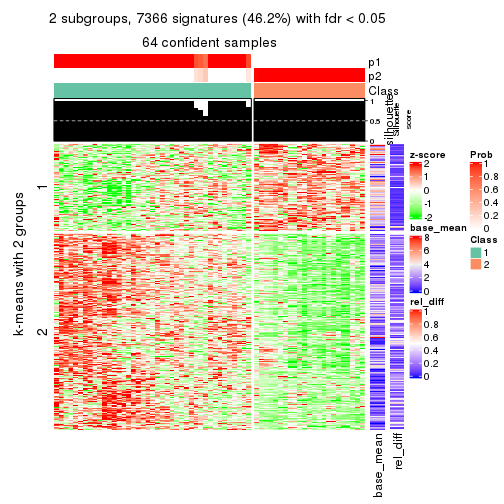 2 subgroups, 7366 signatures (46.2%) with fdr < 0.05
64 confident samples
p1
p2
Class
silhouette
1
0.5
0
Silhouette
score
k-means with 2 groups
1
2
base_mean
rel_diff
z-score
2
1
0
-1
-2
base_mean
8
6
4
2
0
rel_diff
1
0.8
0.6
0.4
0.2
0
Prob
1
0.8
0.6
0.4
0.2
0
Class
1
2